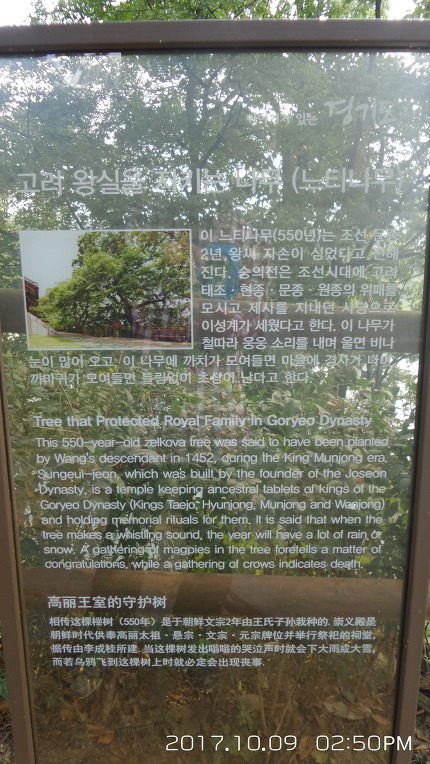 있는 경기도
고려 왕실을 지키는 나무 (느티나무)
이 느티나무(550년)는 조선 문
2년 왕씨 자손이 심었다고 전해
진다. 숭의전은 조선시대에 고려
태조·현종·문종·원종의 위패를
모시고 제사를 지내던 사당으로
이성계가 세웠다고 한다. 이 나무가
철따라 웅웅 소리를 내며 울면 비나
눈이 많이 오고, 이 나무에 까치가 모여들면 마을에 경사가 나며
까마귀가 모여들면 틀림없이 초상이 난다고 한다.
Tree that Protected Royal Family in Goryeo Dynasty
This 550-year-old zelkova tree was said to have been planted
by Wang's descendant in 1452, during the King Munjong era.
Sungeui-jeon, which was built by the founder of the Joseon
Dynasty, is a temple keeping ancestral tablets of kings of the
Goryeo Dynasty (Kings Taejo, Hyunjong, Munjong and Wonjong)
and holding memorial rituals for them. It is said that when the
tree makes a whistling sound, the year will have a lot of rain or
snow. A gathering of magpies in the tree foretells a matter of
congratulations, while a gathering of crows indicates death.
高丽王室的守护树
相传这棵榉树（550年）是于朝鲜文宗2年由王氏子孙栽种的. 崇义殿是
朝鲜时代供奉高丽太祖·悬宗·文宗·元宗牌位并举行祭祀的祠堂,
据传由李成桂所建. 当这棵树发出嗡嗡的哭泣声时就会下大雨或大雪,
而若乌鸦飞到这棵树上时就必定会出现丧事.
2017.10.09 02:50PM